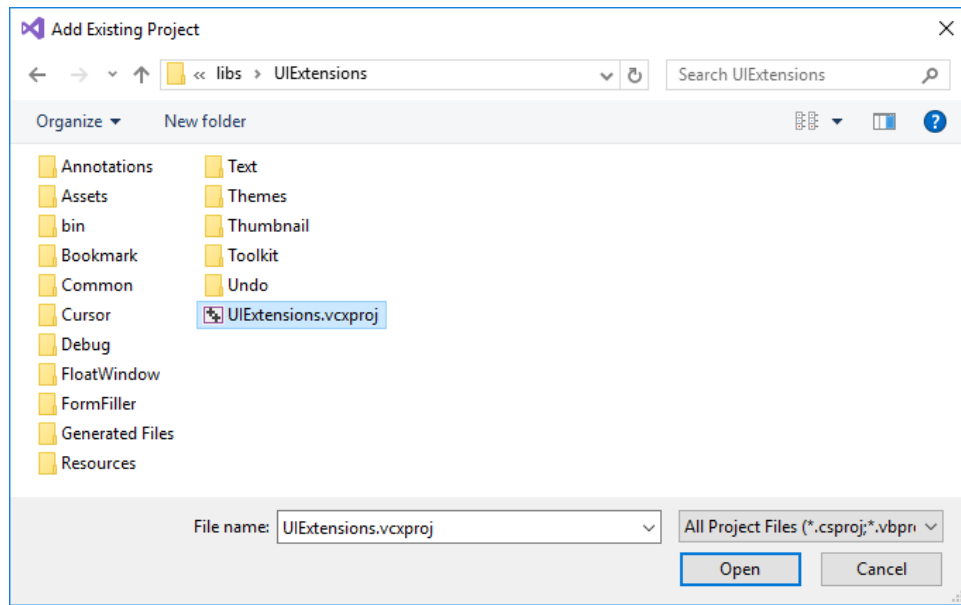 Add Existing Project
« libs > UIExtensions
Search UIExtensions
Organize
New folder
Annotations
Assets
bin
Bookmark
Common
Cursor
Debug
FloatWindow
FormFiller
Generated Files
Resources
Text
Themes
Thumbnail
Toolkit
Undo
UIExtensions.vcxproj
File name:
UIExtensions.vcxproj
All Project Files (*.csproj;*.vbpr
Open
Cancel